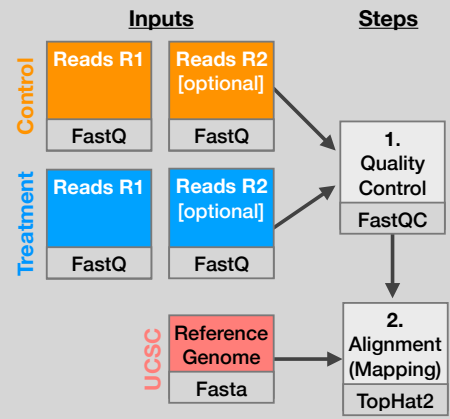 Inputs
Steps
Control
Reads R1
FastQ
Reads R2
[optional]
FastQ
Treatment
Reads R1
FastQ
Reads R2
[optional]
FastQ
1.
Quality
Control
FastQC
UCSC
Reference
Genome
Fasta
2.
Alignment
(Mapping)
TopHat2